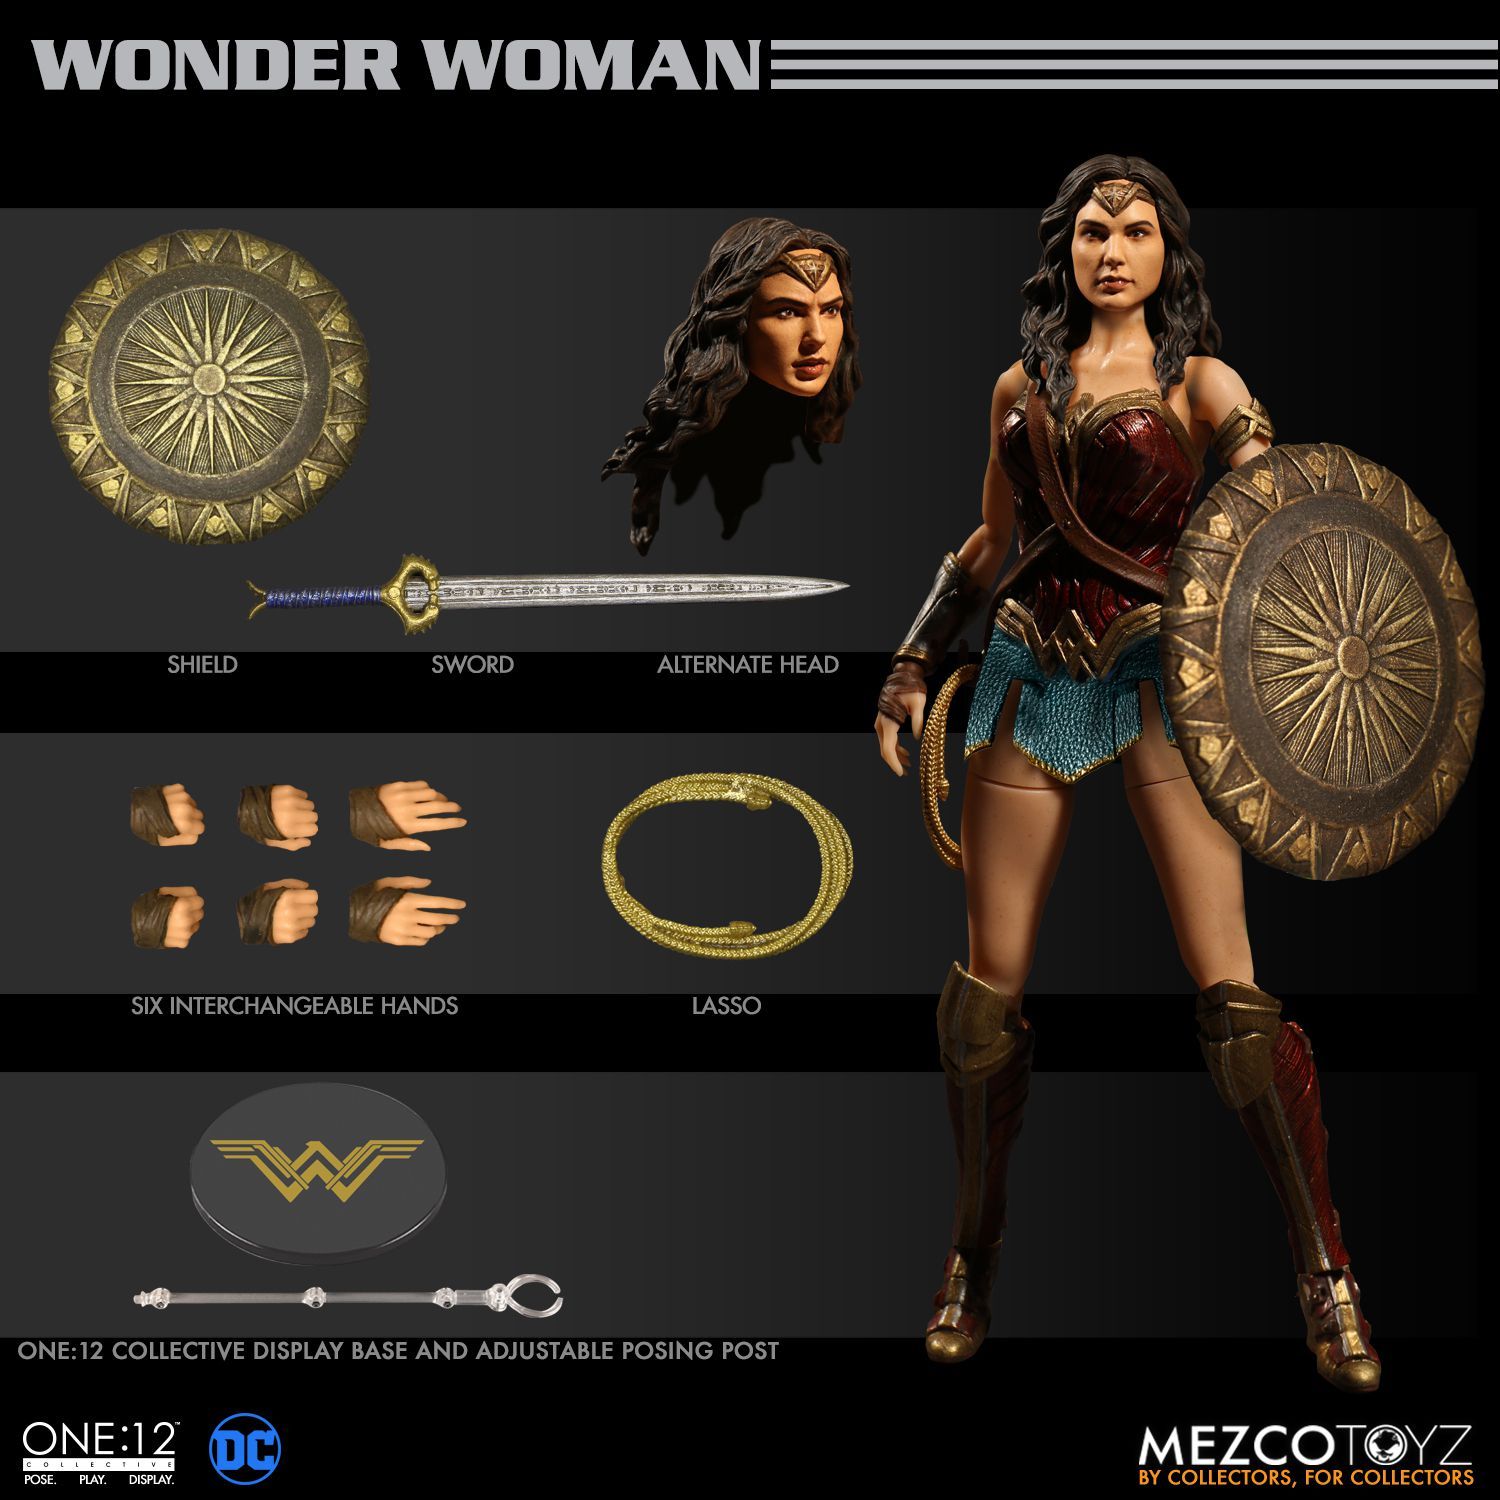 WONDER WOMAN
SHIELD
SWORD
ALTERNATE HEAD
SIX INTERCHANGEABLE HANDS
LASSO
ONE:12 COLLECTIVE DISPLAY BASE AND ADJUSTABLE POSING POST
ONE:12™
COLLECTIVE
POSE. PLAY. DISPLAY.
DC
MEZCOTOYZ
BY COLLECTORS, FOR COLLECTORS